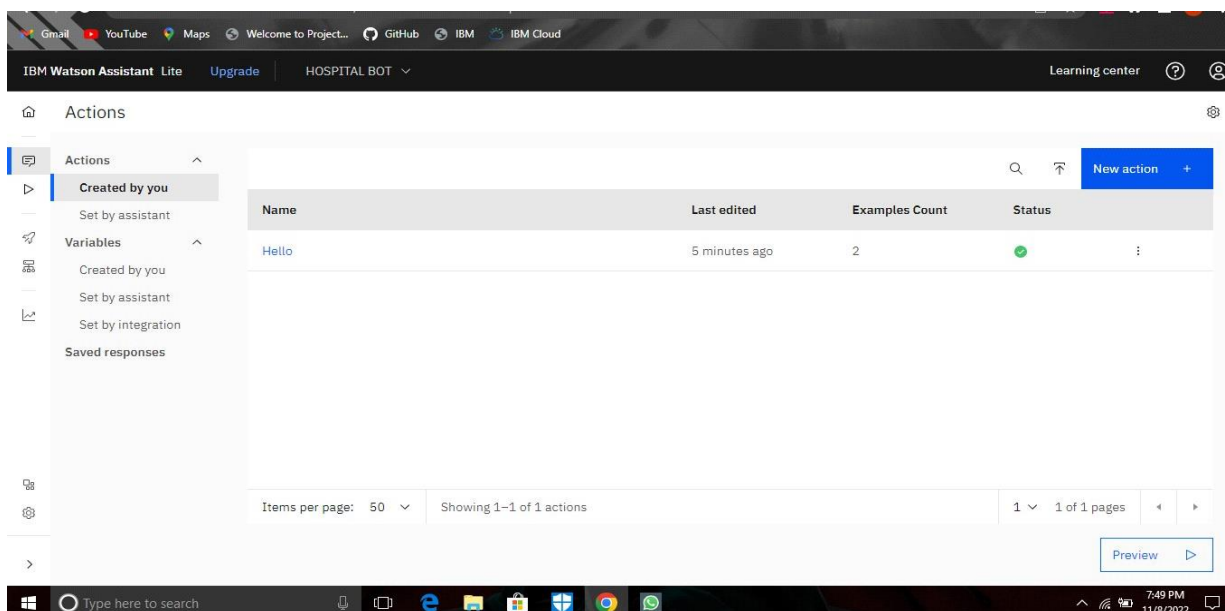 Gmail YouTube Maps Welcome to Project... GitHub IBM IBM Cloud
IBM Watson Assistant Lite Upgrade HOSPITAL BOT Learning center
Actions
Actions
Created by you
Set by assistant
Variables
Created by you
Set by assistant
Set by integration
Saved responses
New action +
Name Last edited Examples Count Status
Hello 5 minutes ago 2
Items per page: 50 Showing 1–1 of 1 actions 1 1 of 1 pages
Preview
Type here to search 7:49 PM
11/8/2022